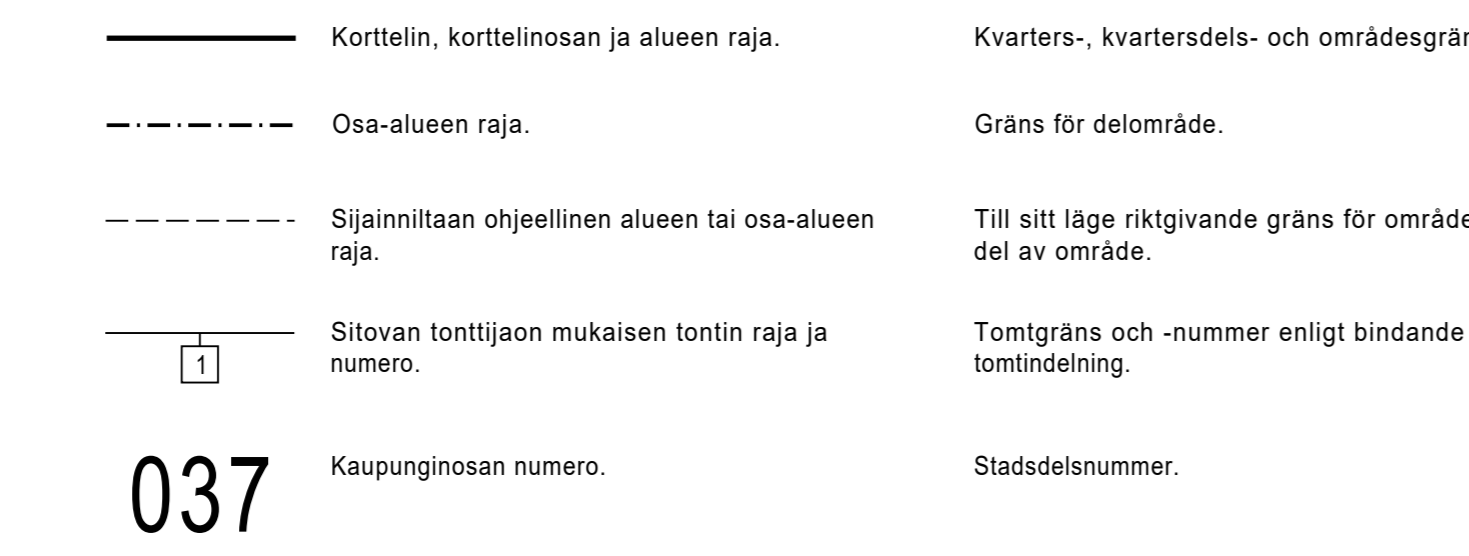 Korttelin, korttelinosan ja alueen raja.
Kvarters-, kvartersdels- och
Osa-alueen raja.
Gräns för delområde.
Sijainniltaan ohjeellinen alueen tai osa-alueen
raja.
Till sitt läge riktgivande gräns för
del av område.
1
Sitovan tonttijaon mukaisen tontin raja ja
numero.
Tomtgräns och -nummer enligt bindande
tomtindelning.
037
Kaupunginosan numero.
Stadsdelsnummer.